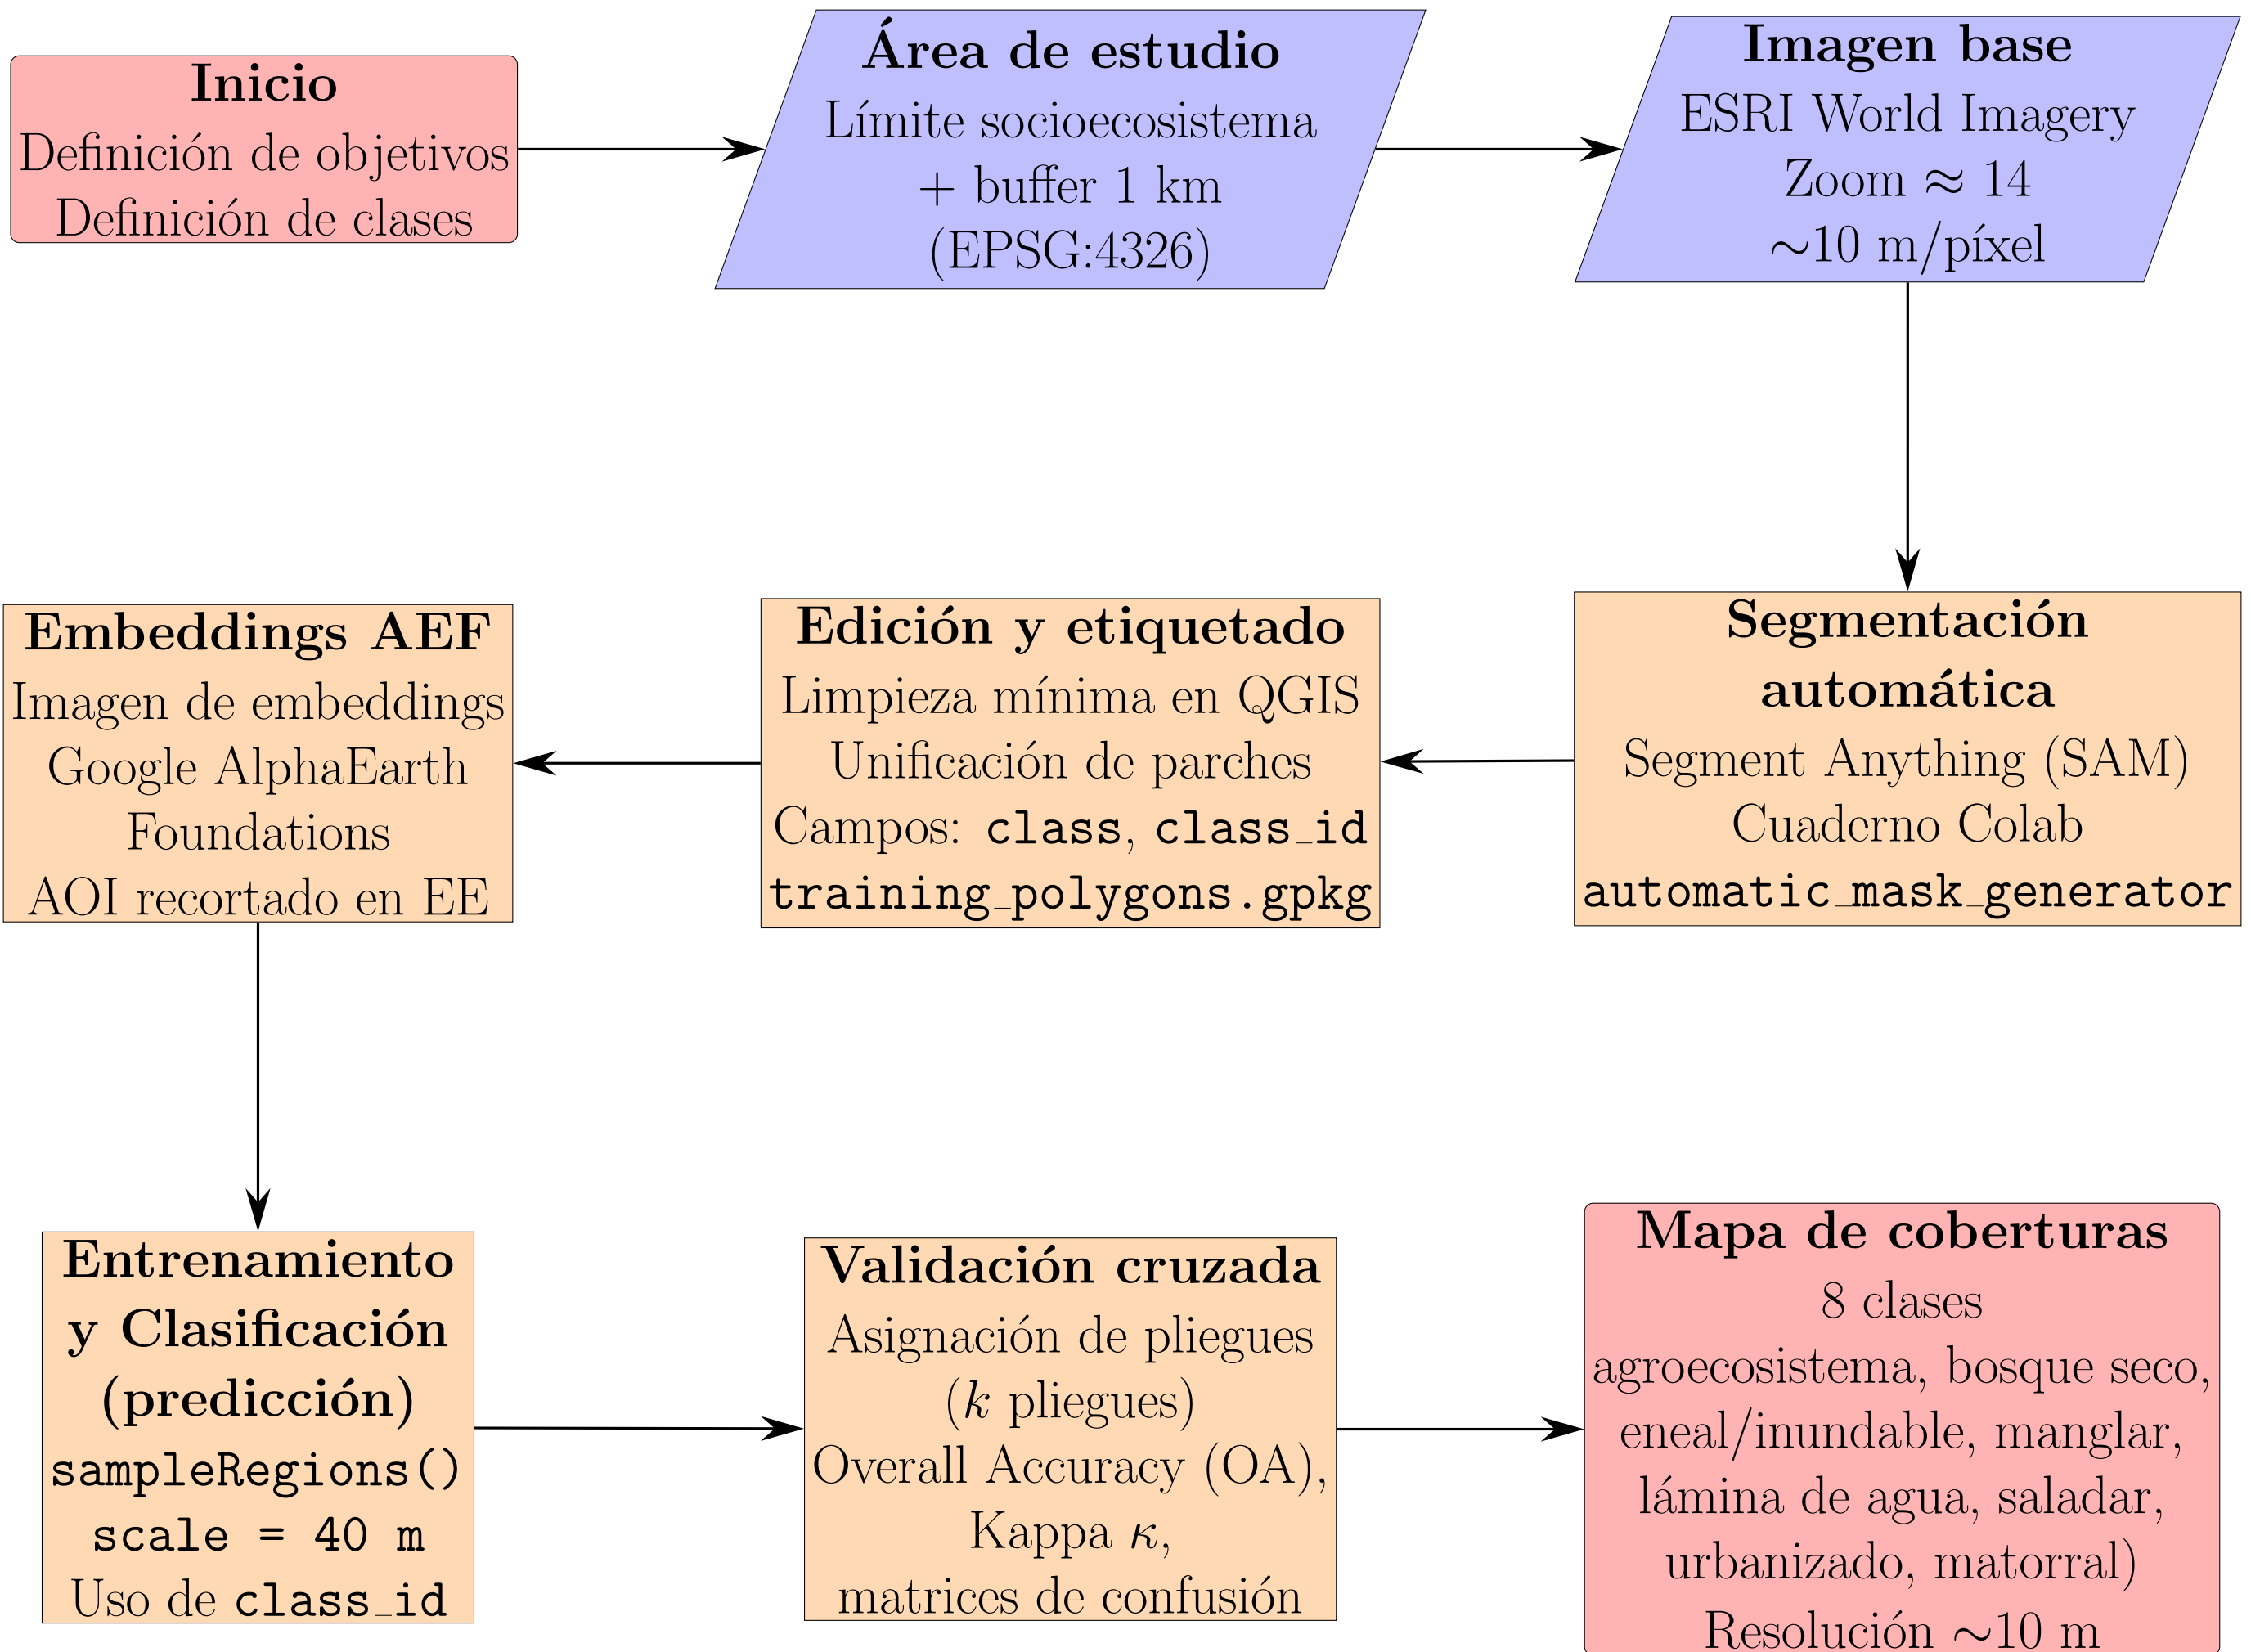 Inicio
Definición de objetivos
Definición de clases
Área de estudio
Límite socioecosistema
+ buffer 1 km
(EPSG:4326)
Imagen base
ESRI World Imagery
Zoom ≈ 14
∼10 m/píxel
Segmentación
automática
Segment Anything (SAM)
Cuaderno Colab
automatic_mask_generator
Edición y etiquetado
Limpieza mínima en QGIS
Unificación de parches
Campos: class, class_id
training_polygons.gpkg
Embeddings AEF
Imagen de embeddings
Google AlphaEarth
Foundations
AOI recortado en EE
Entrenamiento
y Clasificación
(predicción)
sampleRegions()
scale = 40 m
Uso de class_id
Validación cruzada
Asignación de pliegues
(k pliegues)
Overall Accuracy (OA),
Kappa κ,
matrices de confusión
Mapa de coberturas
8 clases
agroecosistema, bosque seco,
eneal/inundable, manglar,
lámina de agua, saladar,
urbanizado, matorral)
Resolución ∼10 m